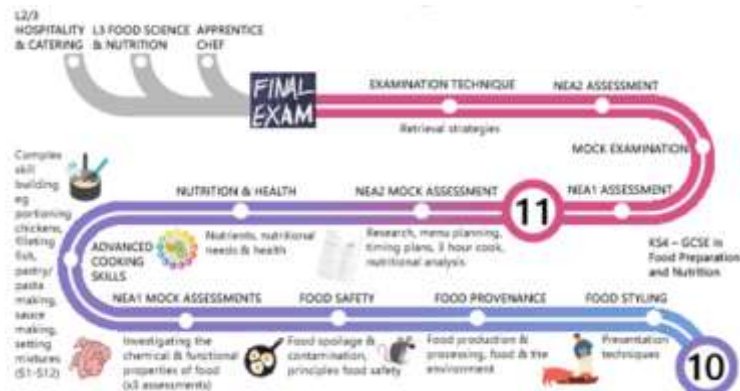 L2/3
HOSPITALITY
& CATERING
L3 FOOD SCIENCE
& NUTRITION
APPRENTICE
CHEF
FINAL
EXAM
EXAMINATION TECHNIQUE
Retrieval strategies
NEA2 ASSESSMENT
MOCK EXAMINATION
NEA1 ASSESSMENT
11
KS4 – GCSE in
Food Preparation
and Nutrition
NEA2 MOCK ASSESSMENT
Research, menu planning,
timing plans, 3 hour cook,
nutritional analysis
NUTRITION & HEALTH
Nutrients, nutritional
needs & health
ADVANCED
COOKING
SKILLS
Complex
skill
building
eg
portioning
chickens,
filleting
fish,
pastry/
pasta
making,
sauce
making,
setting
mixtures
(S1-S12)
NEA1 MOCK ASSESSMENTS
Investigating the
chemical & functional
properties of food
(x3 assessments)
FOOD SAFETY
Food spoilage &
contamination,
principles food safety
FOOD PROVENANCE
Food production &
processing, food & the
environment
FOOD STYLING
Presentation
techniques
10